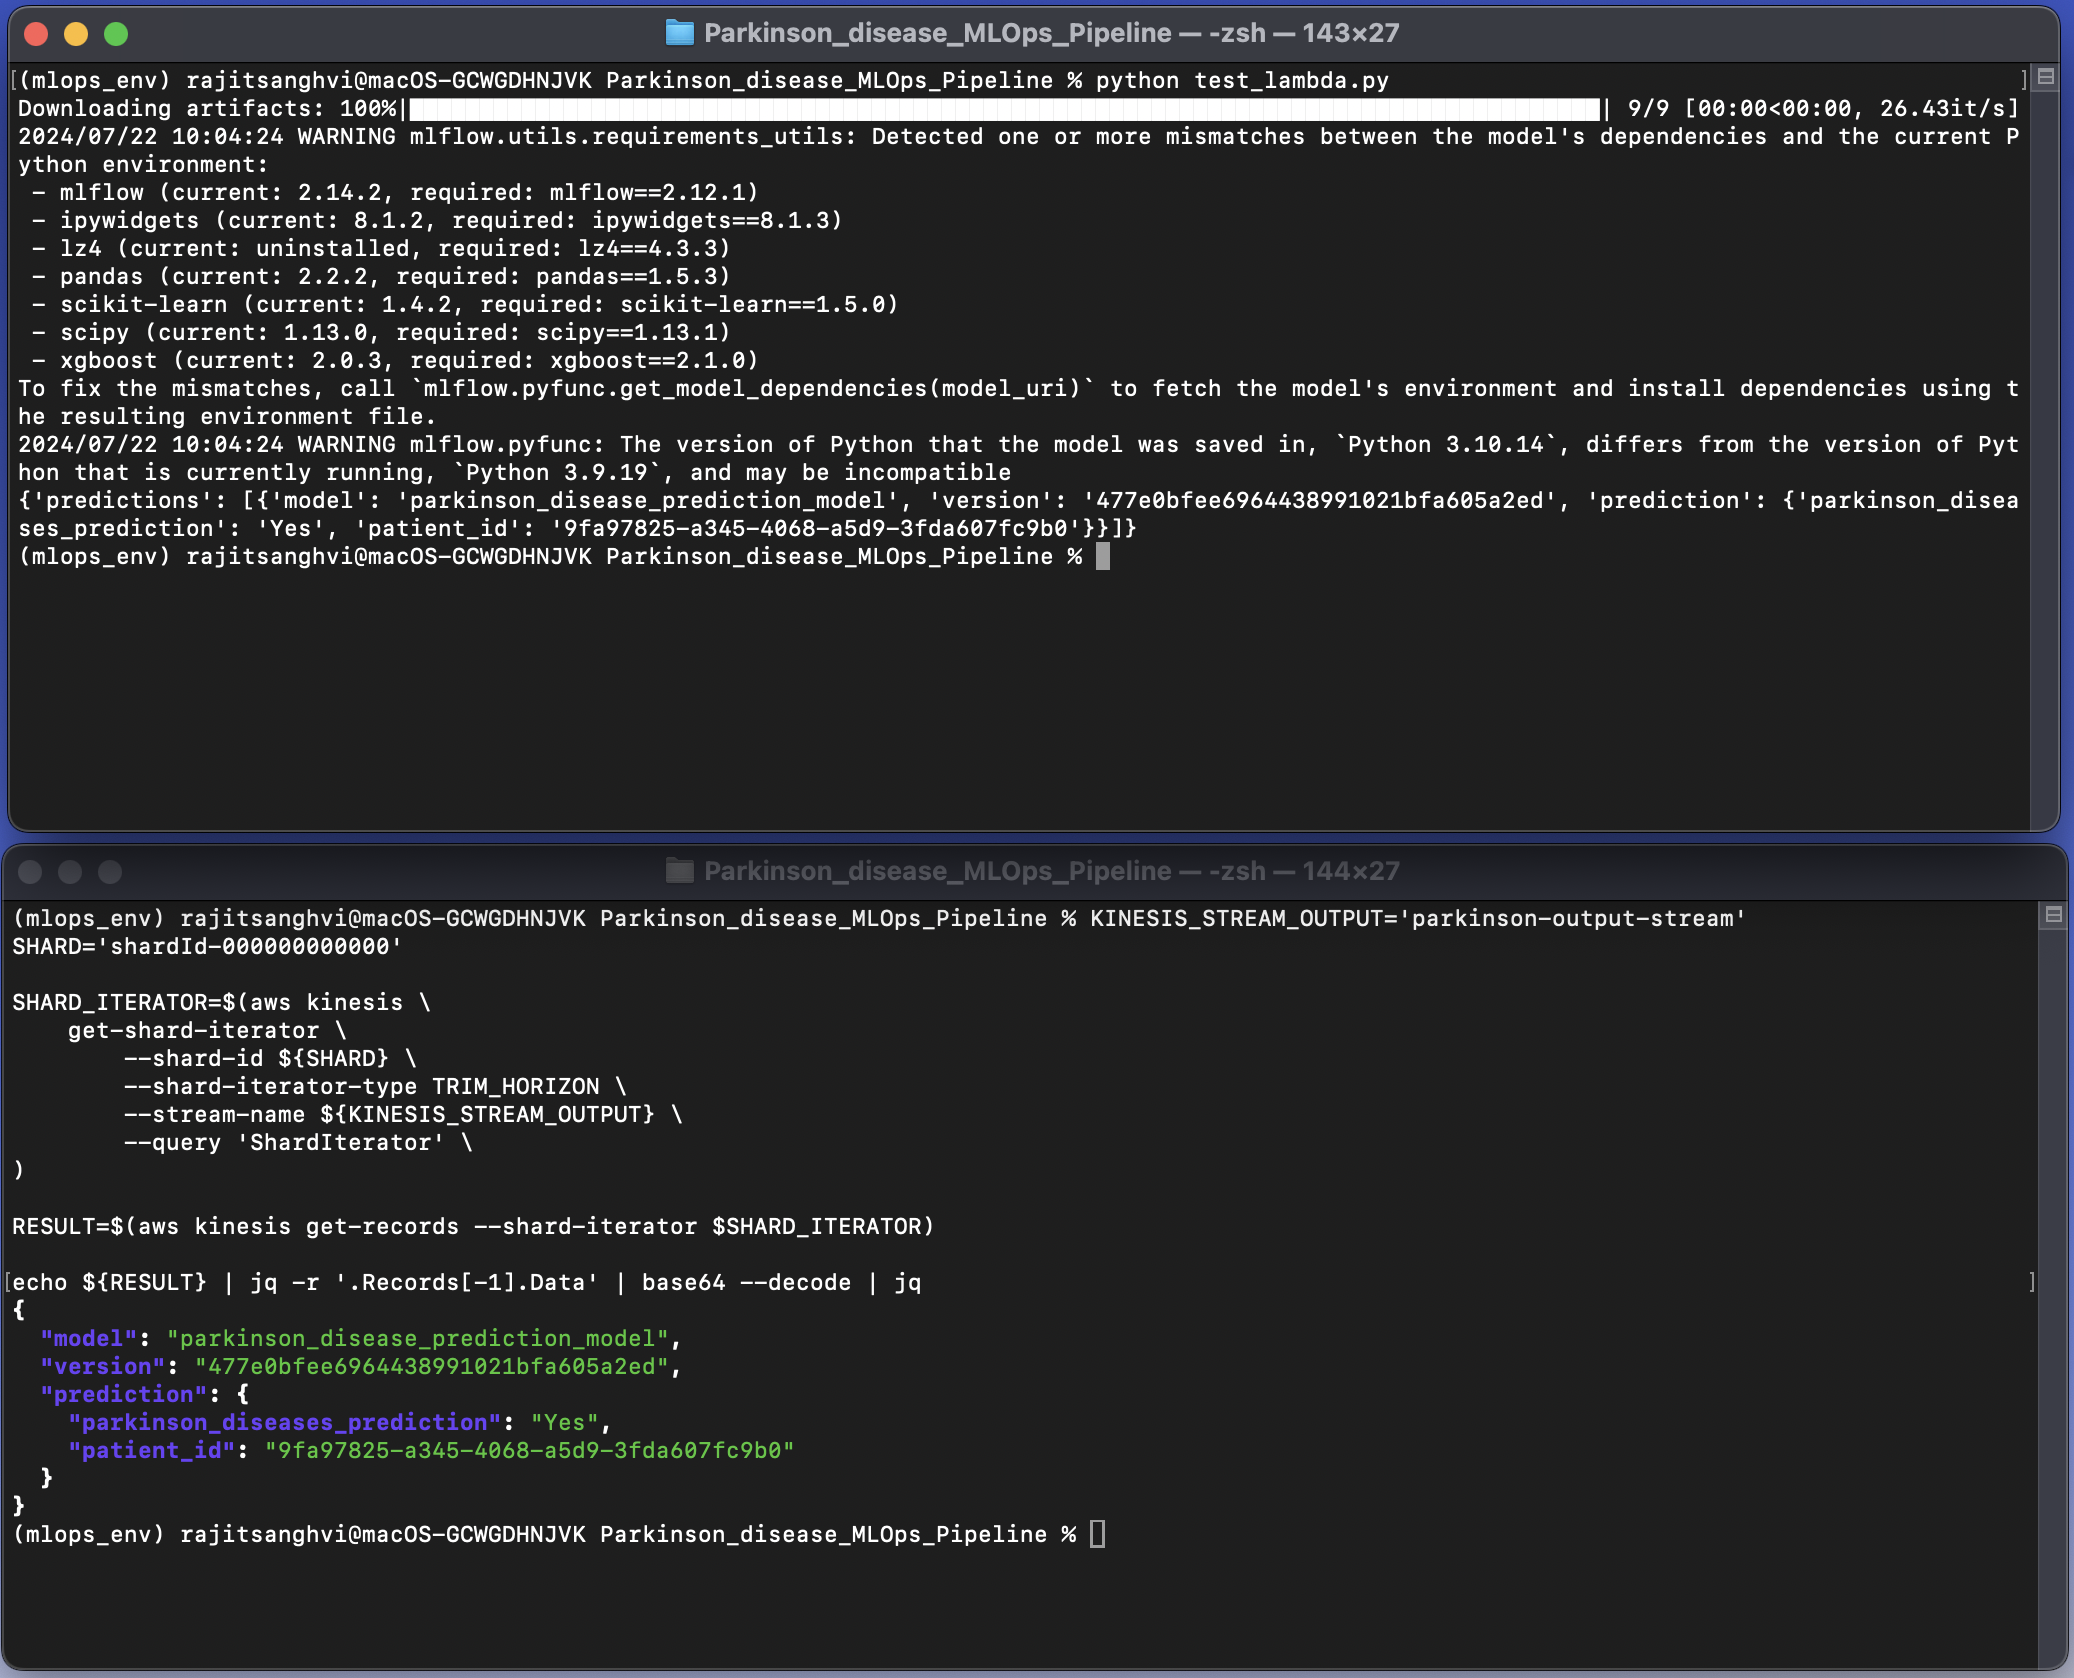 Parkinson_disease_MLOps_Pipeline — -zsh — 143×27
(mlops_env) rajitsanghvi@macOS-GCWGDHNJVK Parkinson_disease_MLOps_Pipeline % python test_lambda.py
Downloading artifacts: 100%|██████████| 9/9 [00:00<00:00, 26.43it/s]
2024/07/22 10:04:24 WARNING mlflow.utils.requirements_utils: Detected one or more mismatches between the model's dependencies and the current P
ython environment:
 - mlflow (current: 2.14.2, required: mlflow==2.12.1)
 - ipywidgets (current: 8.1.2, required: ipywidgets==8.1.3)
 - lz4 (current: uninstalled, required: lz4==4.3.3)
 - pandas (current: 2.2.2, required: pandas==1.5.3)
 - scikit-learn (current: 1.4.2, required: scikit-learn==1.5.0)
 - scipy (current: 1.13.0, required: scipy==1.13.1)
 - xgboost (current: 2.0.3, required: xgboost==2.1.0)
To fix the mismatches, call `mlflow.pyfunc.get_model_dependencies(model_uri)` to fetch the model's environment and install dependencies using t
he resulting environment file.
2024/07/22 10:04:24 WARNING mlflow.pyfunc: The version of Python that the model was saved in, `Python 3.10.14`, differs from the version of Pyt
hon that is currently running, `Python 3.9.19`, and may be incompatible
{'predictions': [{'model': 'parkinson_disease_prediction_model', 'version': '477e0bfee6964438991021bfa605a2ed', 'prediction': {'parkinson_disea
ses_prediction': 'Yes', 'patient_id': '9fa97825-a345-4068-a5d9-3fda607fc9b0'}}]}
(mlops_env) rajitsanghvi@macOS-GCWGDHNJVK Parkinson_disease_MLOps_Pipeline %
Parkinson_disease_MLOps_Pipeline — -zsh — 144×27
(mlops_env) rajitsanghvi@macOS-GCWGDHNJVK Parkinson_disease_MLOps_Pipeline % KINESIS_STREAM_OUTPUT='parkinson-output-stream'
SHARD='shardId-000000000000'
SHARD_ITERATOR=$(aws kinesis \
    get-shard-iterator \
        --shard-id ${SHARD} \
        --shard-iterator-type TRIM_HORIZON \
        --stream-name ${KINESIS_STREAM_OUTPUT} \
        --query 'ShardIterator' \
)
RESULT=$(aws kinesis get-records --shard-iterator $SHARD_ITERATOR)
echo ${RESULT} | jq -r '.Records[-1].Data' | base64 --decode | jq
{
  "model": "parkinson_disease_prediction_model",
  "version": "477e0bfee6964438991021bfa605a2ed",
  "prediction": {
    "parkinson_diseases_prediction": "Yes",
    "patient_id": "9fa97825-a345-4068-a5d9-3fda607fc9b0"
  }
}
(mlops_env) rajitsanghvi@macOS-GCWGDHNJVK Parkinson_disease_MLOps_Pipeline %